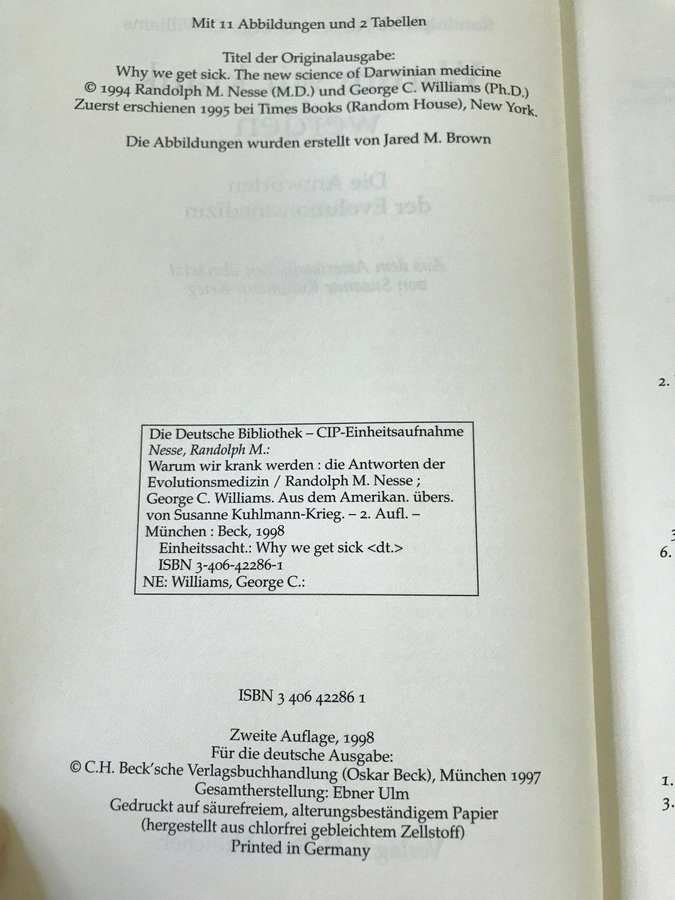 Mit 11 Abbildungen und 2 Tabellen
Titel der Originalausgabe:
Why we get sick. The new science of Darwinian medicine
© 1994 Randolph M. Nesse (M.D.) und George C. Williams (Ph.D.)
Zuerst erschienen 1995 bei Times Books (Random House), New York.
Die Abbildungen wurden erstellt von Jared M. Brown
Die Deutsche Bibliothek – CIP-Einheitsaufnahme
Nesse, Randolph M.:
Warum wir krank werden : die Antworten der
Evolutionsmedizin / Randolph M. Nesse ;
George C. Williams. Aus dem Amerikan. übers.
von Susanne Kuhlmann-Krieg. – 2. Aufl. –
München : Beck, 1998
Einheitssacht.: Why we get sick <dt.>
ISBN 3-406-42286-1
NE: Williams, George C.:
ISBN 3 406 42286 1
Zweite Auflage, 1998
Für die deutsche Ausgabe:
© C.H. Beck'sche Verlagsbuchhandlung (Oskar Beck), München 1997
Gesamtherstellung: Ebner Ulm
Gedruckt auf säurefreiem, alterungsbeständigem Papier
(hergestellt aus chlorfrei gebleichtem Zellstoff)
Printed in Germany
2.
6.
1.
3.